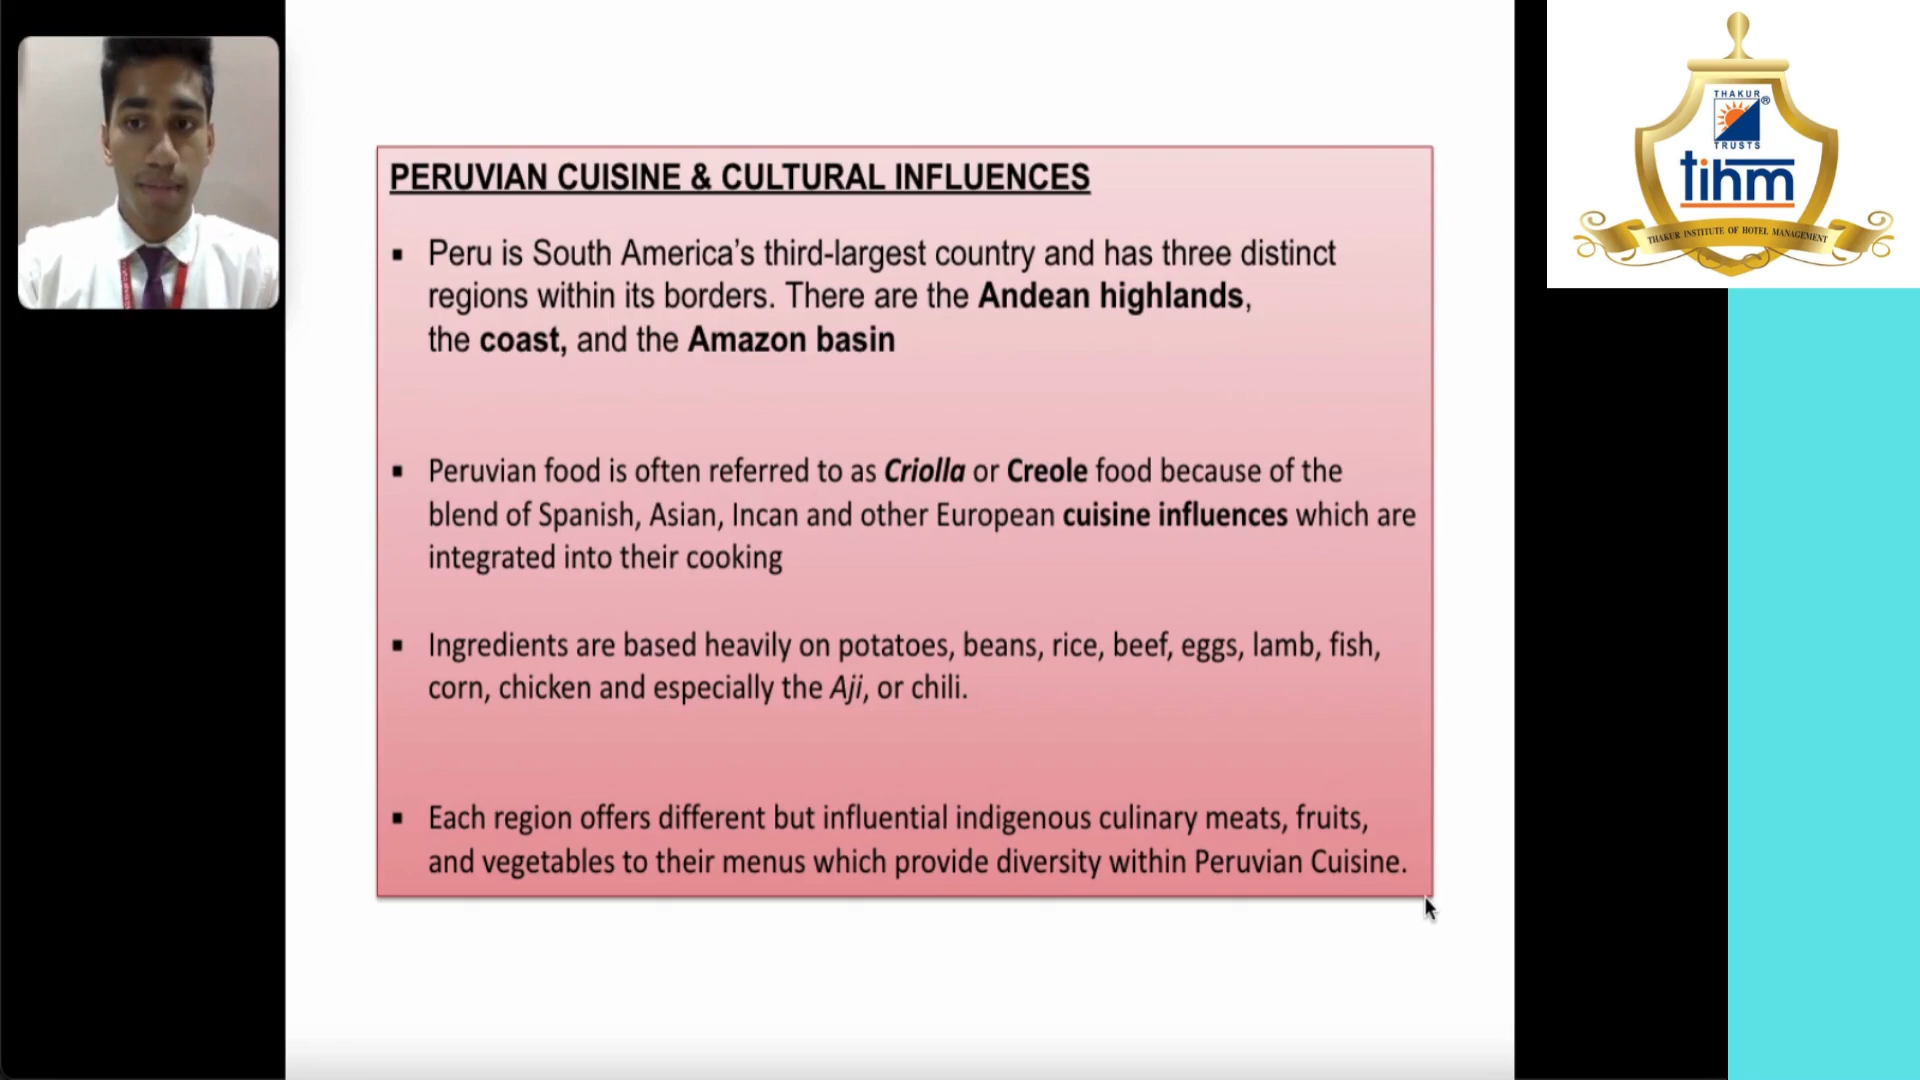 PERUVIAN CUISINE & CULTURAL INFLUENCES
▪ Peru is South America’s third-largest country and has three distinct
regions within its borders. There are the Andean highlands,
the coast, and the Amazon basin
▪ Peruvian food is often referred to as Criolla or Creole food because of the
blend of Spanish, Asian, Incan and other European cuisine influences which are
integrated into their cooking
▪ Ingredients are based heavily on potatoes, beans, rice, beef, eggs, lamb, fish,
corn, chicken and especially the Aji, or chili.
▪ Each region offers different but influential indigenous culinary meats, fruits,
and vegetables to their menus which provide diversity within Peruvian Cuisine.
THAKUR
®
TRUSTS
tihm
THAKUR INSTITUTE OF HOTEL MANAGEMENT